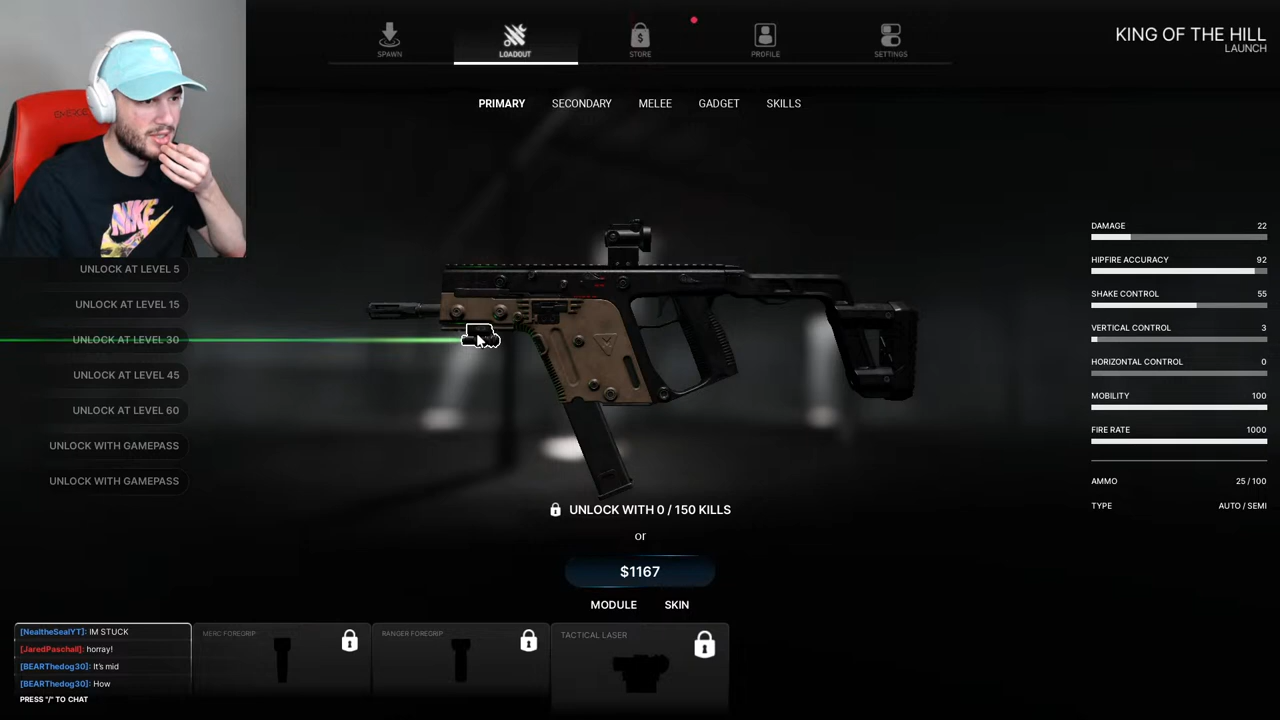 SPAWN
LOADOUT
STORE
PROFILE
SETTINGS
KING OF THE HILL
LAUNCH
PRIMARY
SECONDARY
MELEE
GADGET
SKILLS
NIKE
UNLOCK AT LEVEL 5
UNLOCK AT LEVEL 15
UNLOCK AT LEVEL 30
UNLOCK AT LEVEL 45
UNLOCK AT LEVEL 60
UNLOCK WITH GAMEPASS
UNLOCK WITH GAMEPASS
DAMAGE 22
HIPFIRE ACCURACY 92
SHAKE CONTROL 55
VERTICAL CONTROL 3
HORIZONTAL CONTROL 0
MOBILITY 100
FIRE RATE 1000
AMMO 25 / 100
TYPE AUTO / SEMI
UNLOCK WITH 0 / 150 KILLS
or
$1167
MODULE
SKIN
[NealtheSealYT]: IM STUCK
[JaredPaschall]: horray!
[BEARThedog30]: It's mid
[BEARThedog30]: How
PRESS "/" TO CHAT
MERC FOREGRIP
RANGER FOREGRIP
TACTICAL LASER